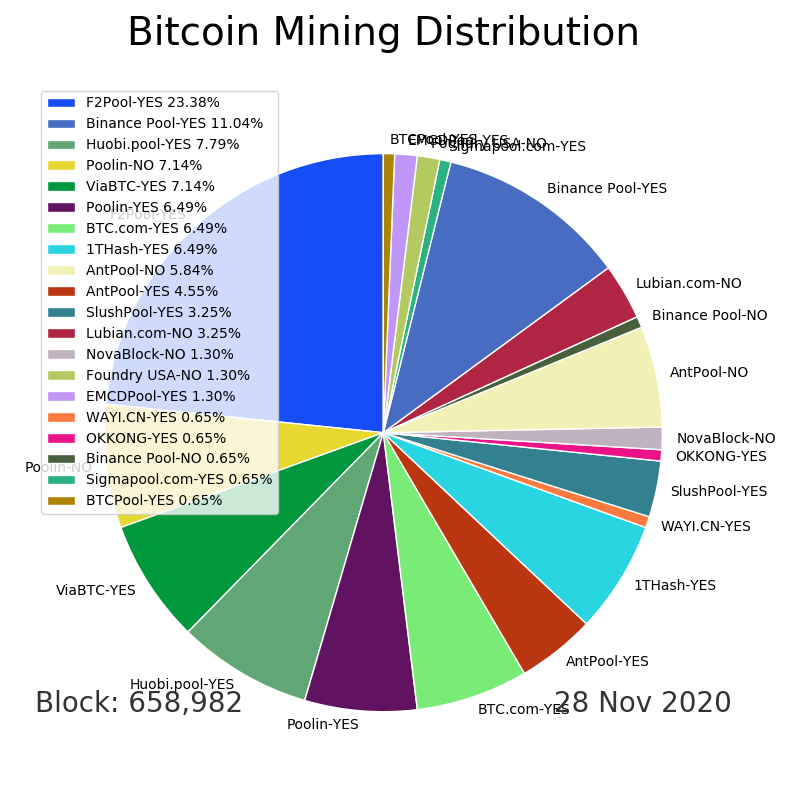 Bitcoin Mining Distribution
F2Pool-YES 23.38%
Binance Pool-YES 11.04%
Huobi.pool-YES 7.79%
Poolin-NO 7.14%
ViaBTC-YES 7.14%
Poolin-YES 6.49%
BTC.com-YES 6.49%
1THash-YES 6.49%
AntPool-NO 5.84%
AntPool-YES 4.55%
SlushPool-YES 3.25%
Lubian.com-NO 3.25%
NovaBlock-NO 1.30%
Foundry USA-NO 1.30%
EMCDPool-YES 1.30%
WAYI.CN-YES 0.65%
OKKONG-YES 0.65%
Binance Pool-NO 0.65%
Sigmapool.com-YES 0.65%
BTCPool-YES 0.65%
BTCPool-YES
EMCDPool-YES
Foundry USA-NO
Sigmapool.com-YES
Binance Pool-YES
Lubian.com-NO
Binance Pool-NO
AntPool-NO
NovaBlock-NO
OKKONG-YES
SlushPool-YES
WAYI.CN-YES
1THash-YES
AntPool-YES
BTC.com-YES
Poolin-YES
Huobi.pool-YES
ViaBTC-YES
Poolin-NO
F2Pool-YES
Block: 658,982
28 Nov 2020